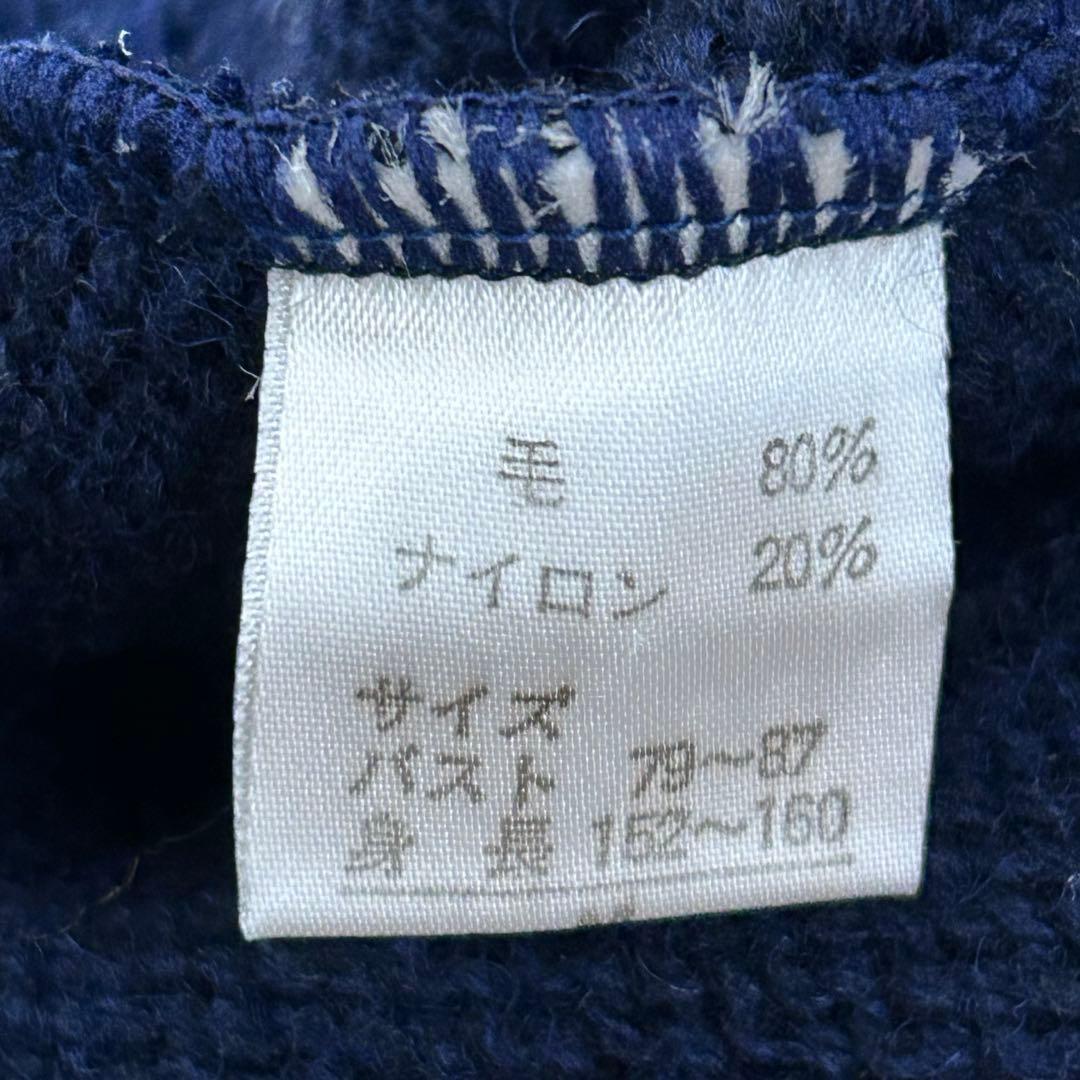 毛 80%
ナイロン 20%
サイズ
バスト 79～87
身長 152～160